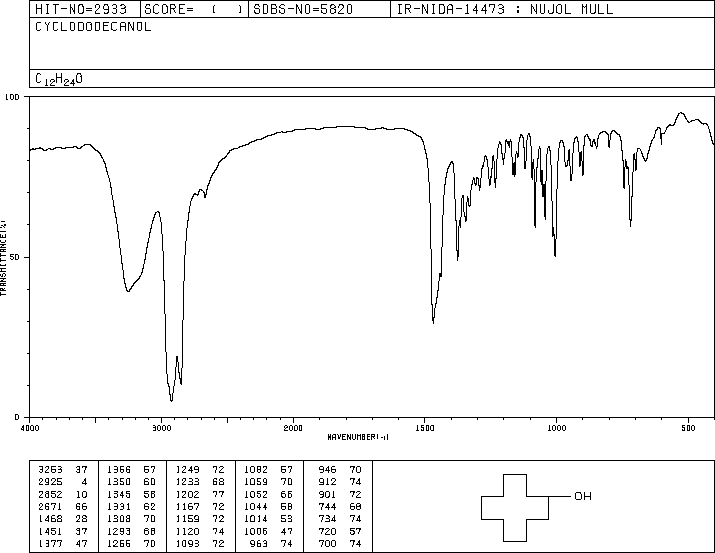 HIT-NO=2933 SCORE= ( ) SDBS-NO=5820 IR-NIDA-14473 : NUJOL MULL
CYCLODODECANOL
C12H24O
100
50
0
TRANSMITTANCE(%)
4000 3000 2000 1500 1000 500
WAVENUMBER(-1)
3263 37 1366 57 1249 72 1082 57 946 70
2925 4 1350 60 1233 68 1059 70 912 74
2852 10 1345 58 1202 77 1052 66 901 72
2671 66 1331 62 1167 72 1044 58 744 68
1468 28 1308 70 1159 72 1014 53 734 74
1451 37 1293 68 1120 74 1006 47 720 57
1377 47 1266 70 1093 72 963 74 700 74
OH